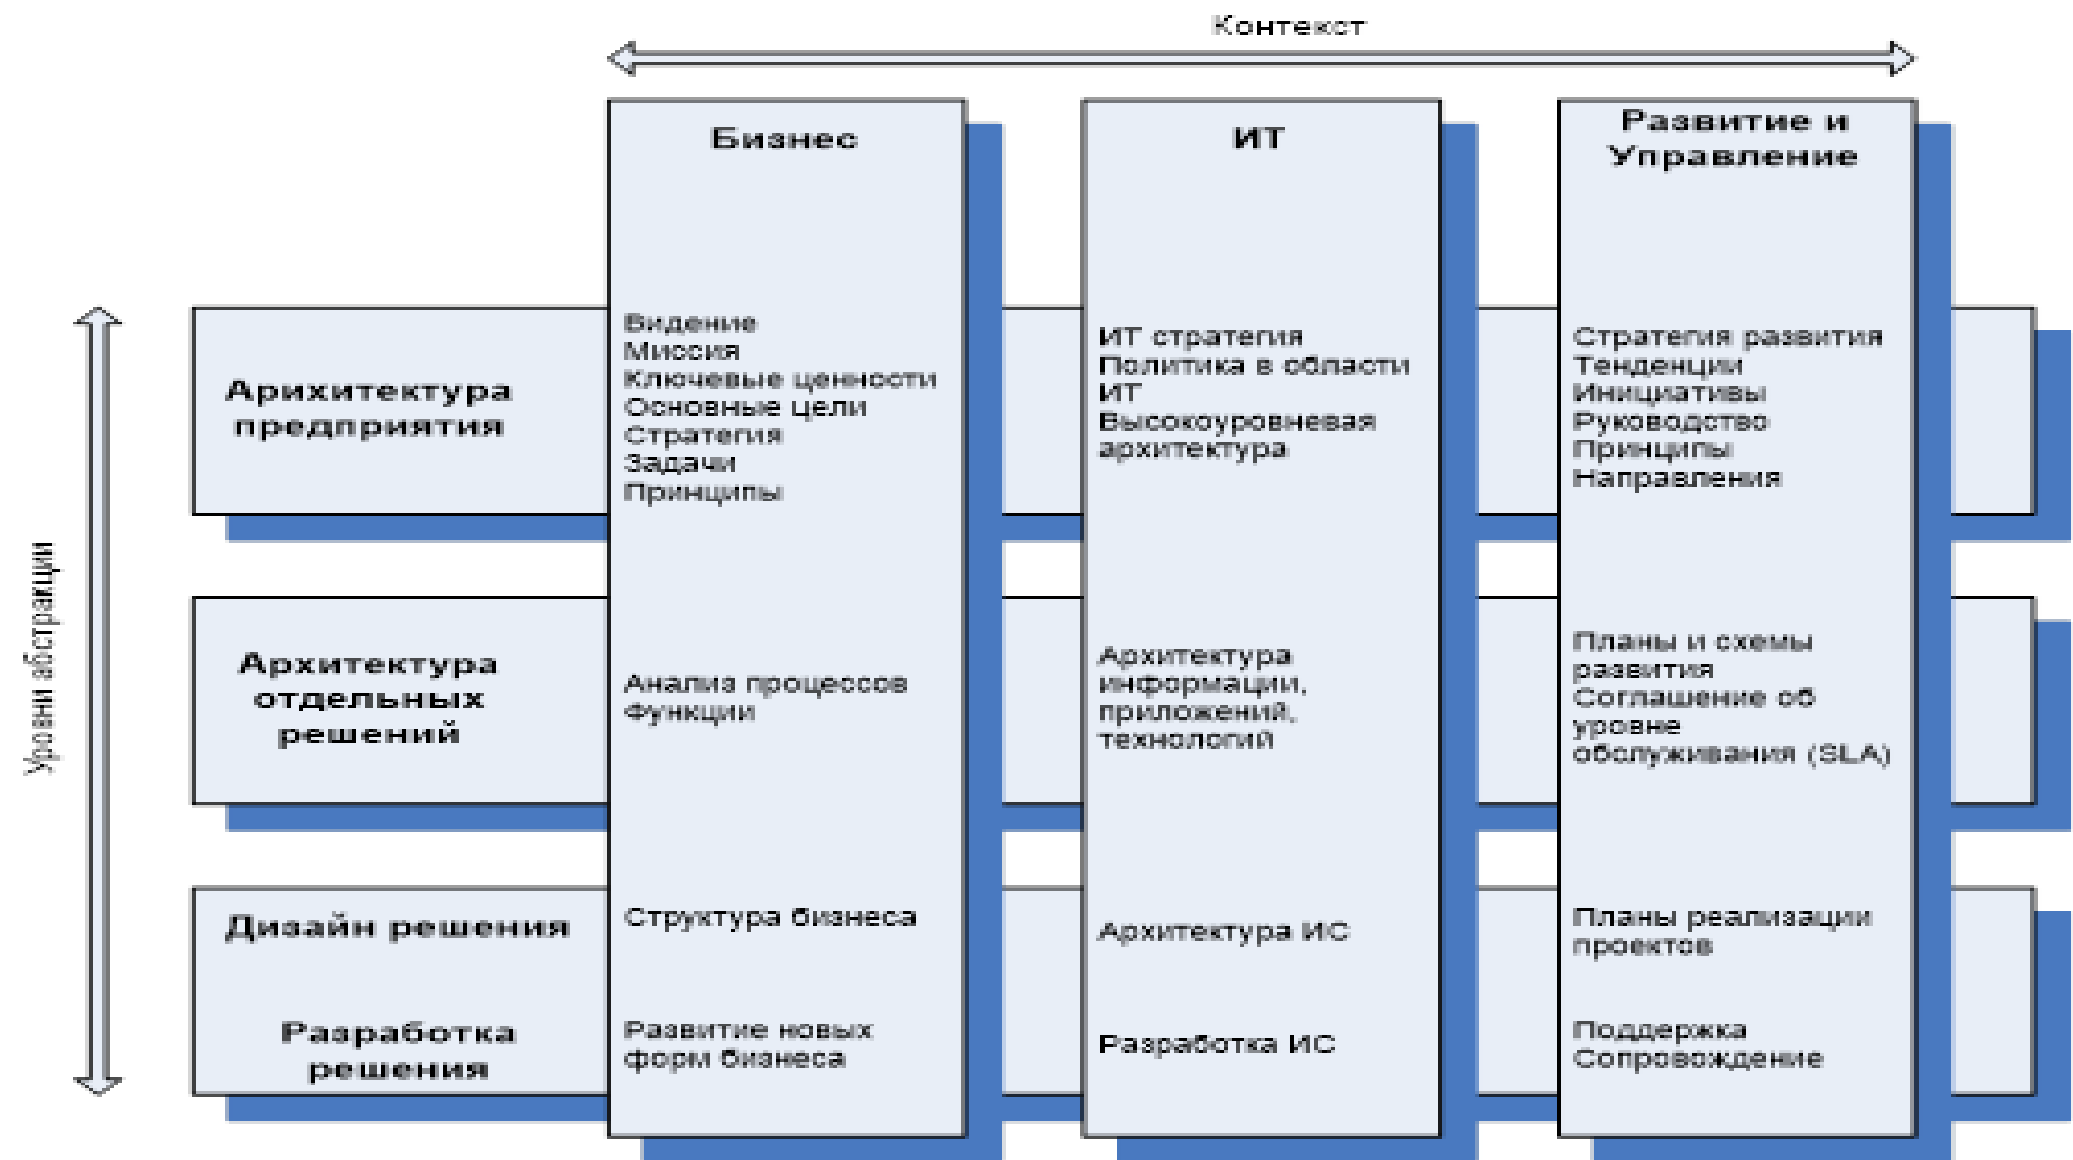 Контекст
Бизнес
ИТ
Развитие и
Управление
Уровни абстракции
Арихитектура
предприятия
Видение
Миссия
Ключевые ценности
Основные цели
Стратегия
Задачи
Принципы
ИТ стратегия
Политика в области
ИТ
Высокоуровневая
архитектура
Стратегия развития
Тенденции
Инициативы
Руководство
Принципы
Направления
Архитектура
отдельных
решений
Анализ процессов
Функции
Архитектура
информации,
приложений,
технологий
Планы и схемы
развития
Соглашение об
уровне
обслуживания (SLA)
Дизайн решения
Структура бизнеса
Архитектура ИС
Планы реализации
проектов
Разработка
решения
Развитие новых
форм бизнеса
Разработка ИС
Поддержка
Сопровождение